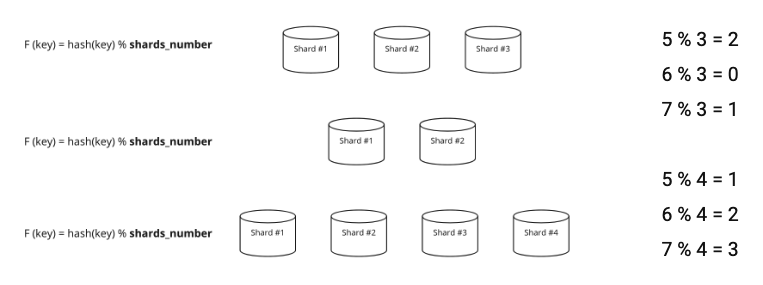 F (key) = hash(key) % shards_number
Shard #1
Shard #2
Shard #3
5 % 3 = 2
6 % 3 = 0
7 % 3 = 1
F (key) = hash(key) % shards_number
Shard #1
Shard #2
F (key) = hash(key) % shards_number
Shard #1
Shard #2
Shard #3
Shard #4
5 % 4 = 1
6 % 4 = 2
7 % 4 = 3